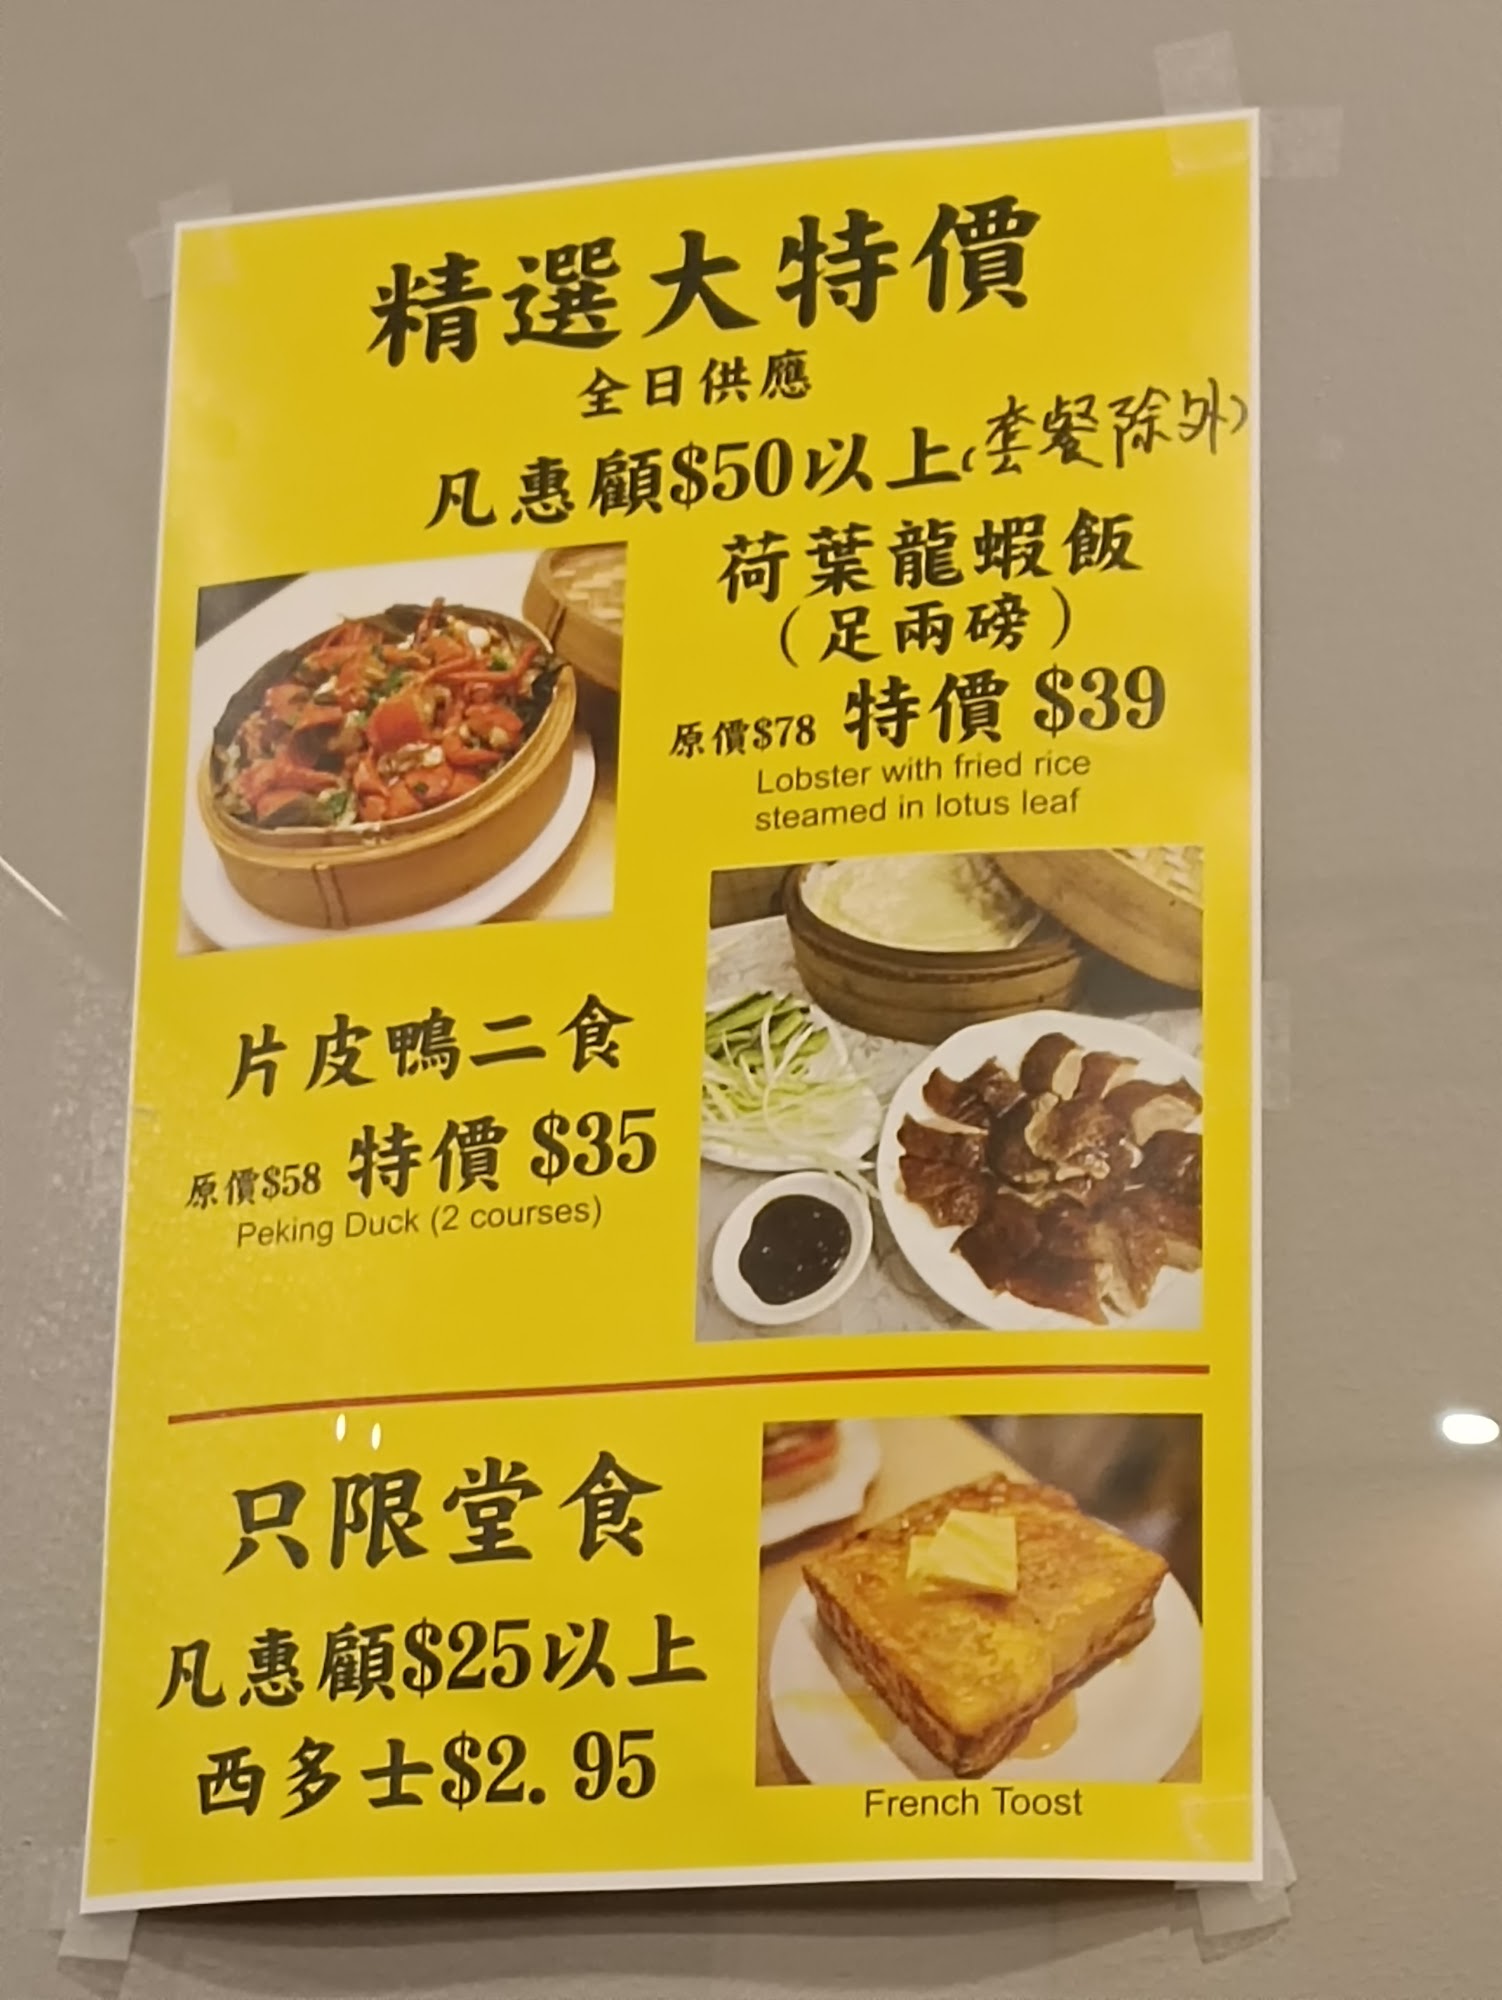 精選大特價
全日供應
凡惠顧$50以上(套餐除外)
荷葉龍蝦飯
(足兩磅)
原價$78 特價 $39
Lobster with fried rice
steamed in lotus leaf
片皮鴨二食
原價$58 特價 $35
Peking Duck (2 courses)
只限堂食
凡惠顧$25以上
西多士$2.95
French Toost